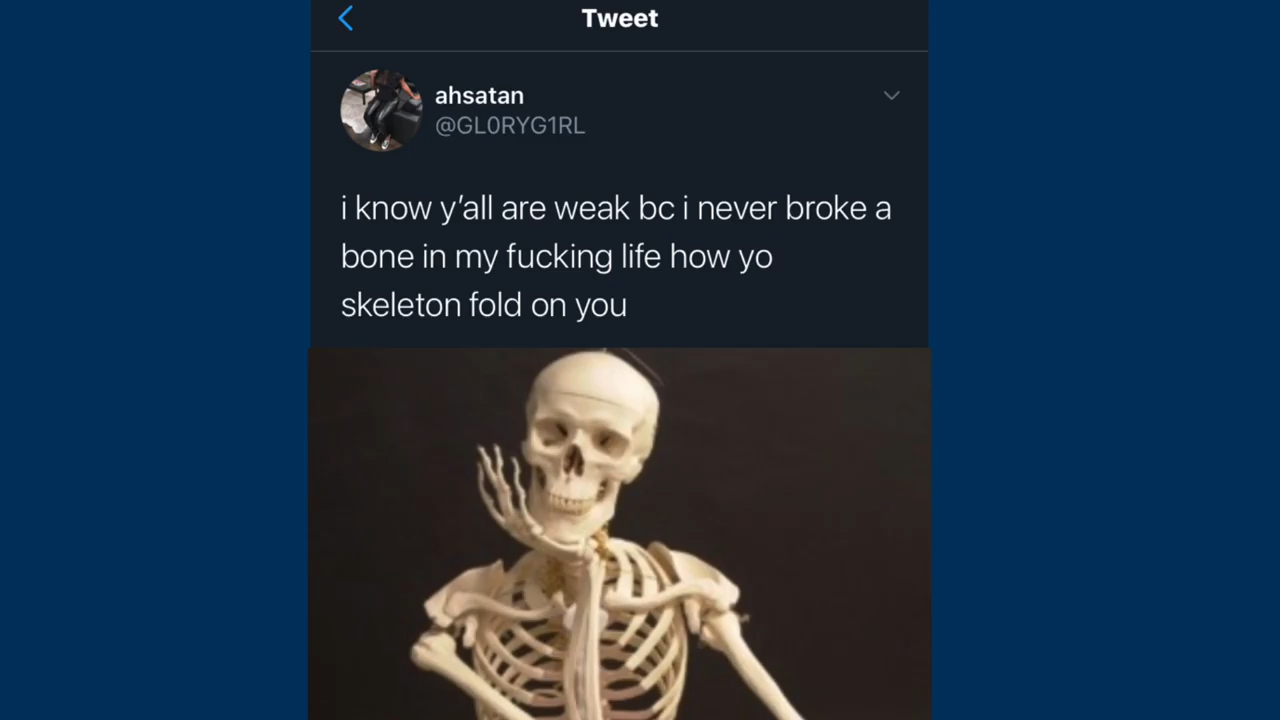 Tweet
ahsatan
@GL0RYG1RL
i know y’all are weak bc i never broke a
bone in my fucking life how yo
skeleton fold on you